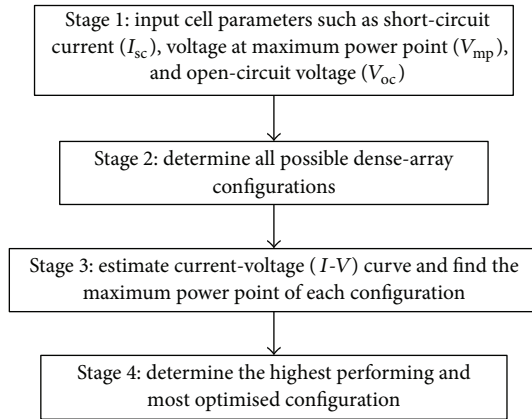 Stage 1: input cell parameters such as short-circuit
current (Isc), voltage at maximum power point (Vmp),
and open-circuit voltage (Voc)
Stage 2: determine all possible dense-array
configurations
Stage 3: estimate current-voltage (I-V) curve and find the
maximum power point of each configuration
Stage 4: determine the highest performing and
most optimised configuration